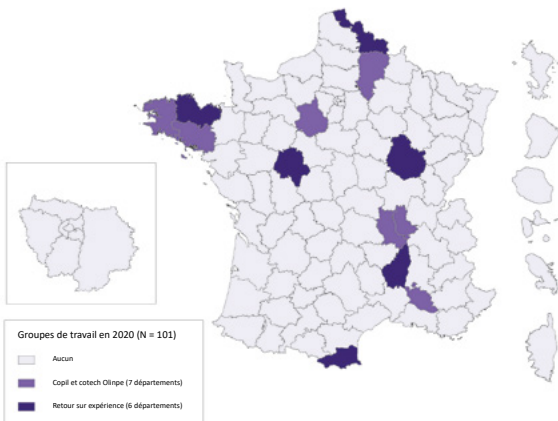 Groupes de travail en 2020 (N = 101)
Aucun
Copil et cotech Olinpe (7 départements)
Retour sur expérience (6 départements)